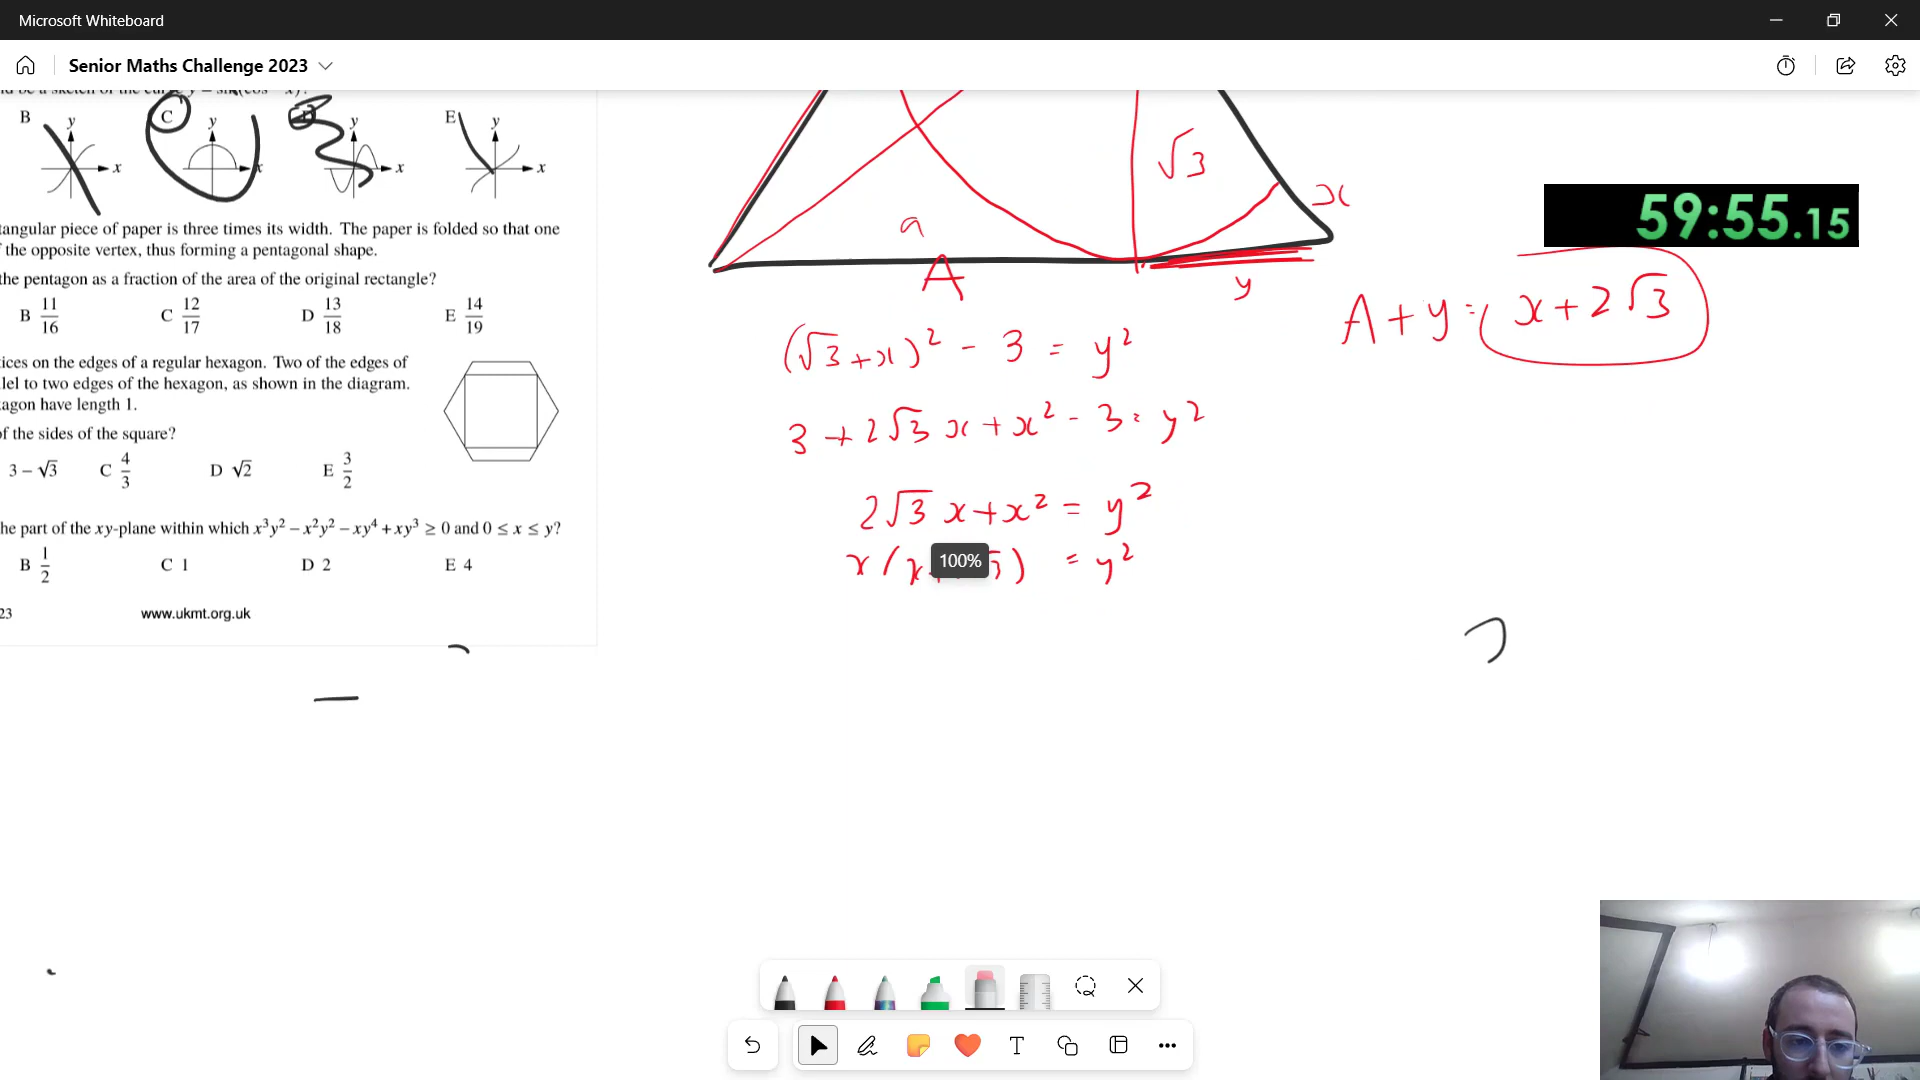 Microsoft Whiteboard
Senior Maths Challenge 2023
B y x
C y x
y x
E y x
tangular piece of paper is three times its width. The paper is folded so that one
f the opposite vertex, thus forming a pentagonal shape.
the pentagon as a fraction of the area of the original rectangle?
B 11/16 C 12/17 D 13/18 E 14/19
ices on the edges of a regular hexagon. Two of the edges of
lel to two edges of the hexagon, as shown in the diagram.
agon have length 1.
of the sides of the square?
3 − √3 C 4/3 D √2 E 3/2
he part of the xy-plane within which x³y² − x²y² − xy⁴ + xy³ ≥ 0 and 0 ≤ x ≤ y?
B 1/2 C 1 D 2 E 4
23 www.ukmt.org.uk
√3
x
a
A
y
(√3 + x)² − 3 = y²
3 + 2√3 x + x² − 3 = y²
2√3 x + x² = y²
x(x = y²
100%
59:55.15
A + y = x + 2√3